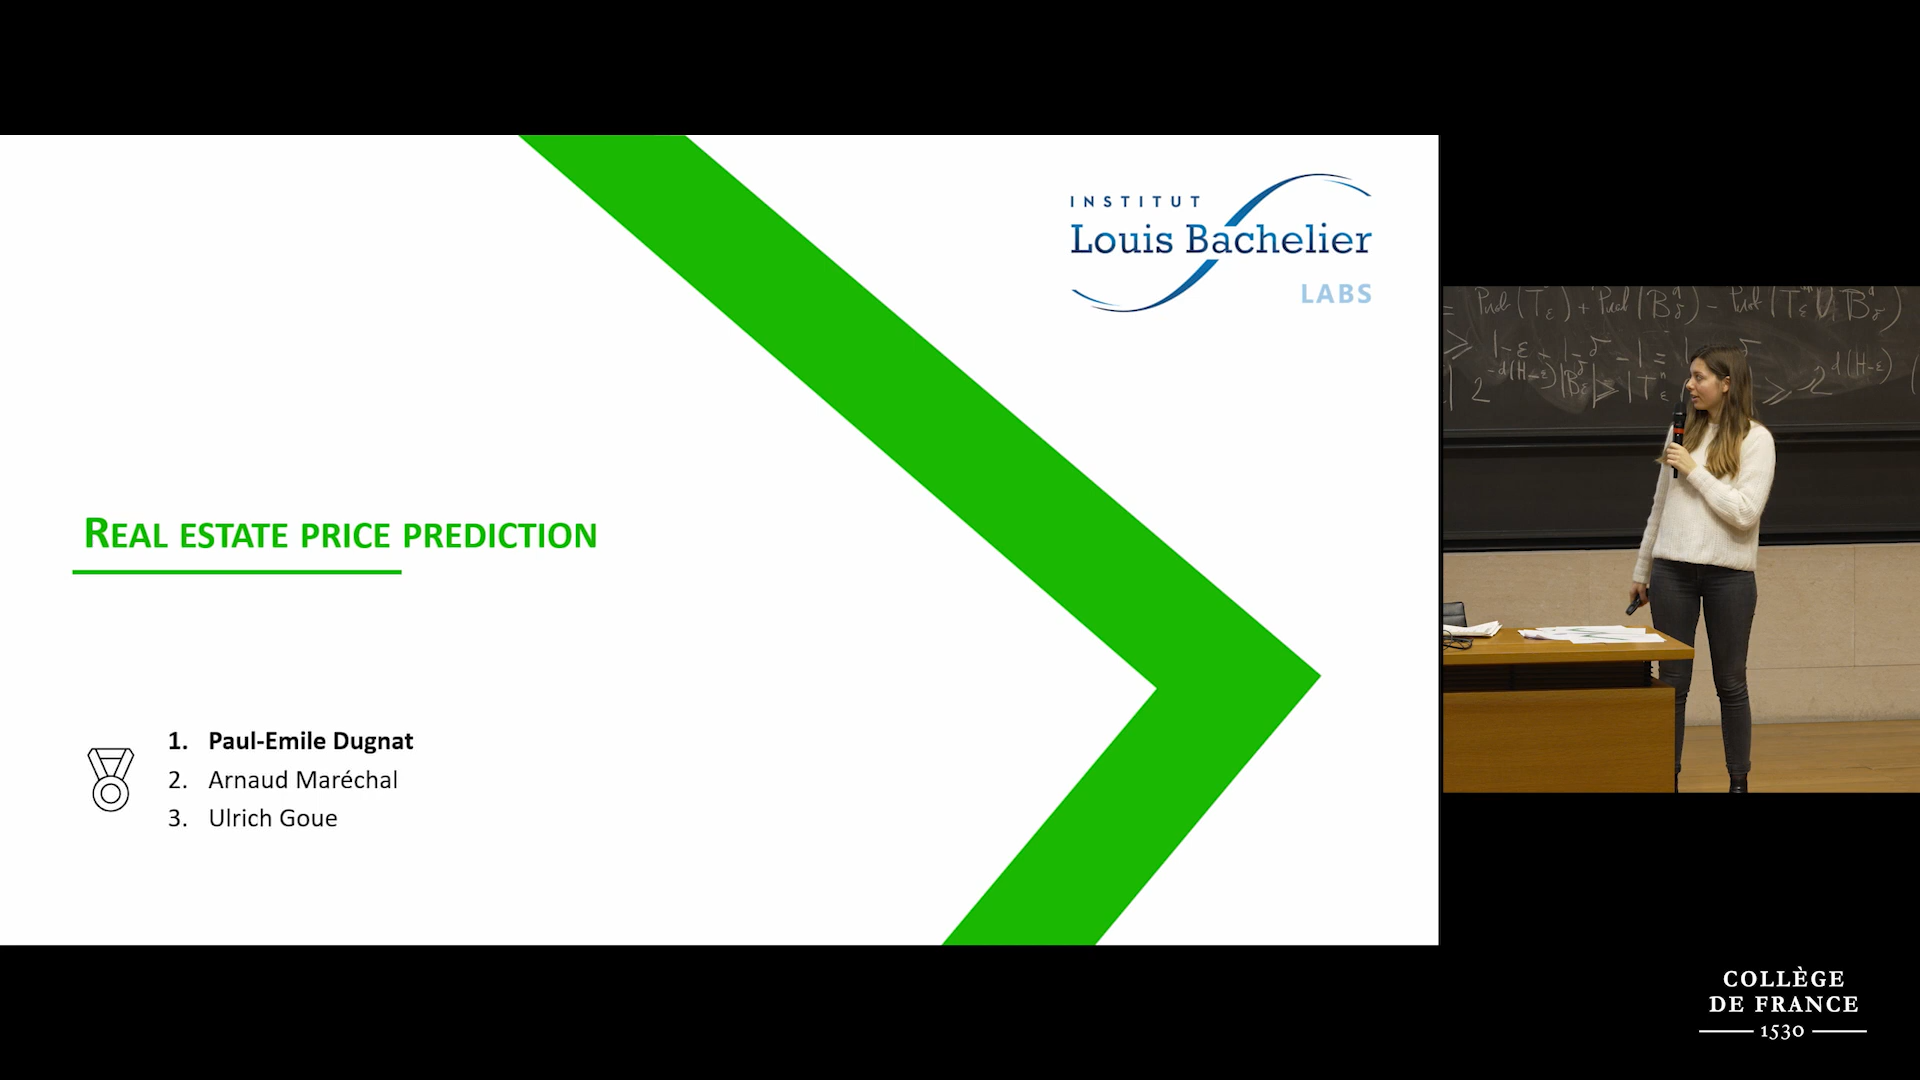 INSTITUT
Louis Bachelier
LABS
REAL ESTATE PRICE PREDICTION
1. Paul-Emile Dugnat
2. Arnaud Maréchal
3. Ulrich Goue
COLLÈGE
DE FRANCE
1530